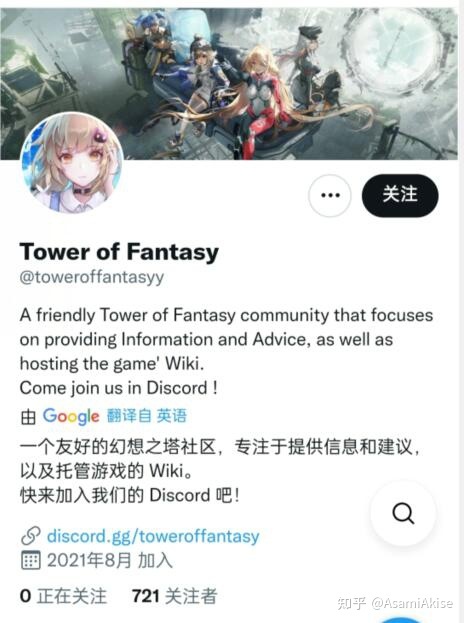 关注
Tower of Fantasy
@toweroffantasyy
A friendly Tower of Fantasy community that focuses
on providing Information and Advice, as well as
hosting the game' Wiki.
Come join us in Discord !
由 Google 翻译自 英语
一个友好的幻想之塔社区，专注于提供信息和建议，
以及托管游戏的 Wiki。
快来加入我们的 Discord 吧！
discord.gg/toweroffantasy
2021年8月 加入
0 正在关注 721 关注者
知乎 @AsamiAkise